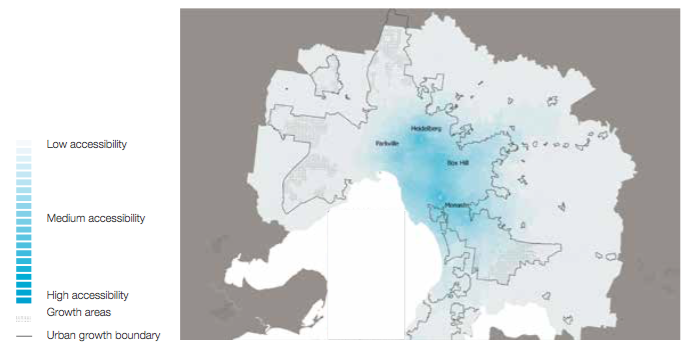 Low accessibility
Medium accessibility
High accessibility
Growth areas
Urban growth boundary
Heidelberg
Parkville
Box Hill
Monash